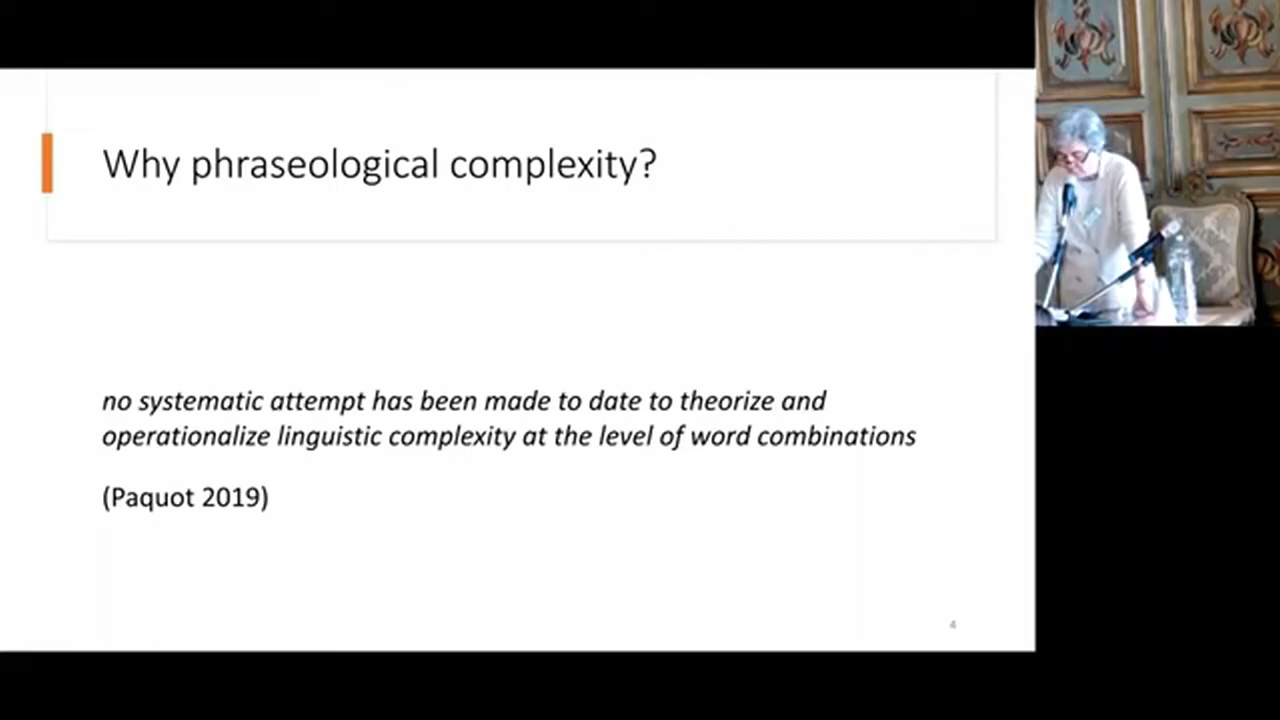 Why phraseological complexity?
no systematic attempt has been made to date to theorize and
operationalize linguistic complexity at the level of word combinations
(Paquot 2019)
4